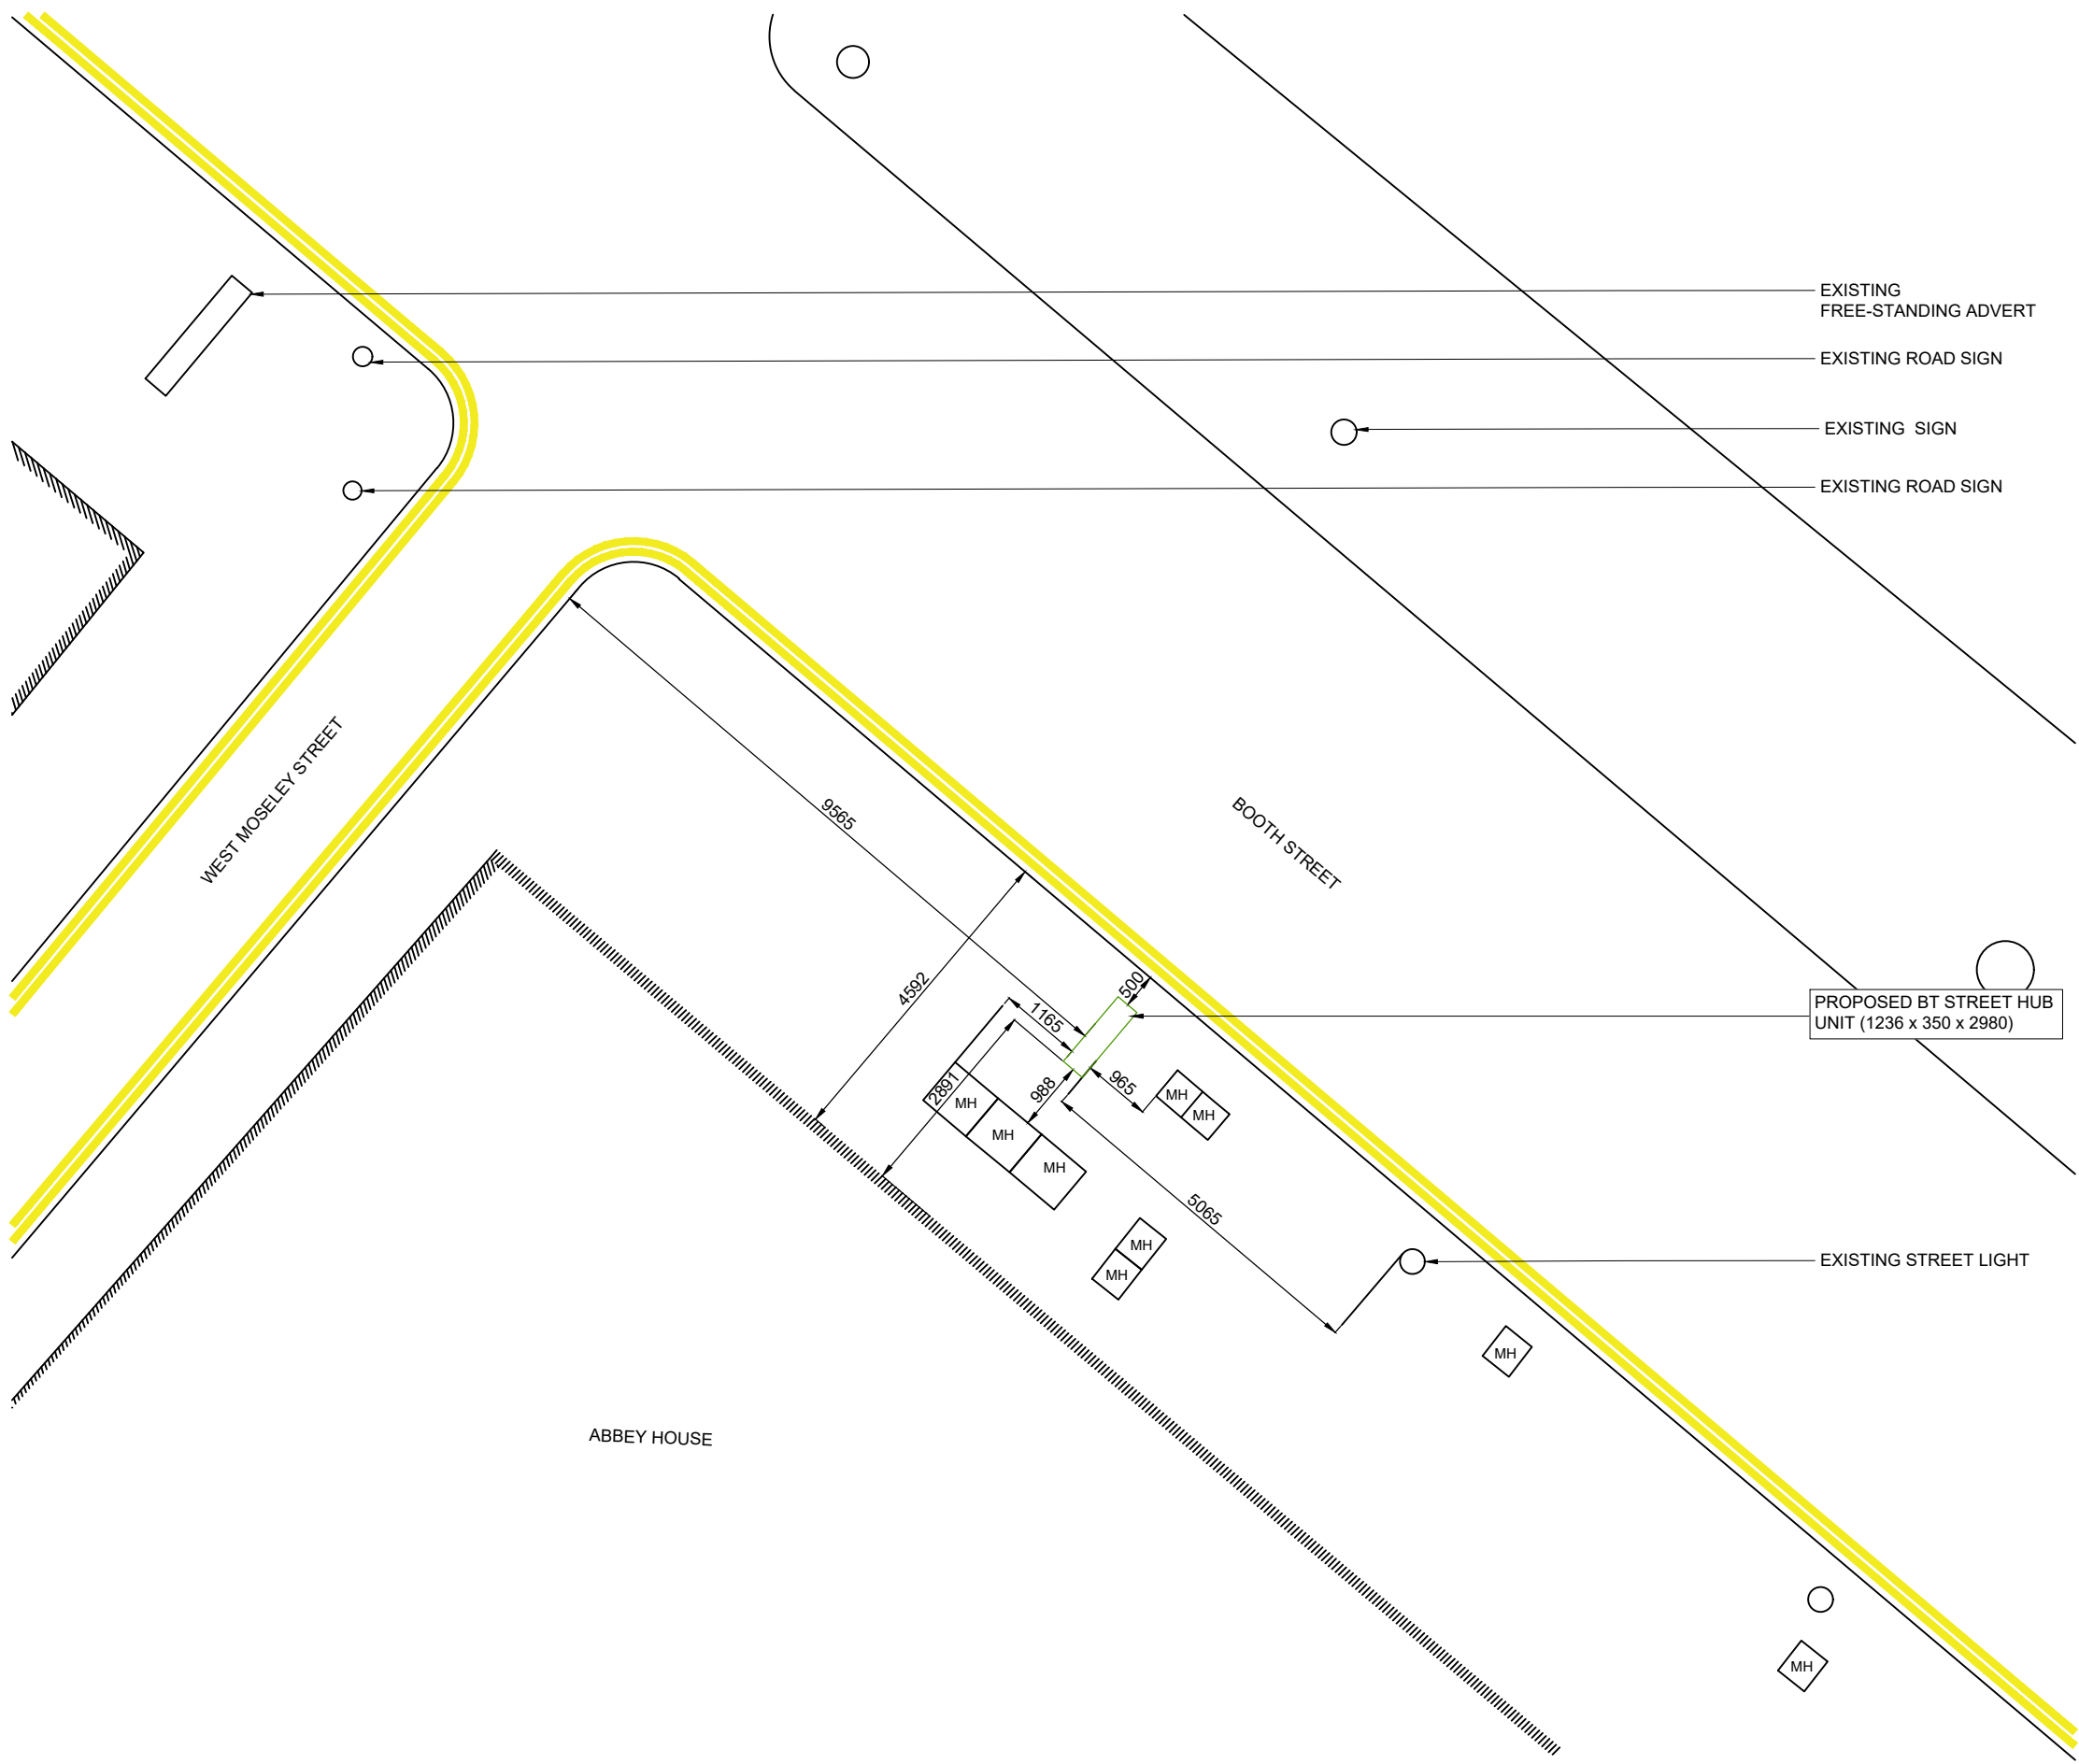 EXISTING
FREE-STANDING ADVERT
EXISTING ROAD SIGN
EXISTING SIGN
EXISTING ROAD SIGN
WEST MOSELEY STREET
BOOTH STREET
9565
4592
500
1165
2891
988
965
5065
PROPOSED BT STREET HUB
UNIT (1236 x 350 x 2980)
MH
MH
MH
MH
MH
MH
MH
EXISTING STREET LIGHT
MH
ABBEY HOUSE
MH